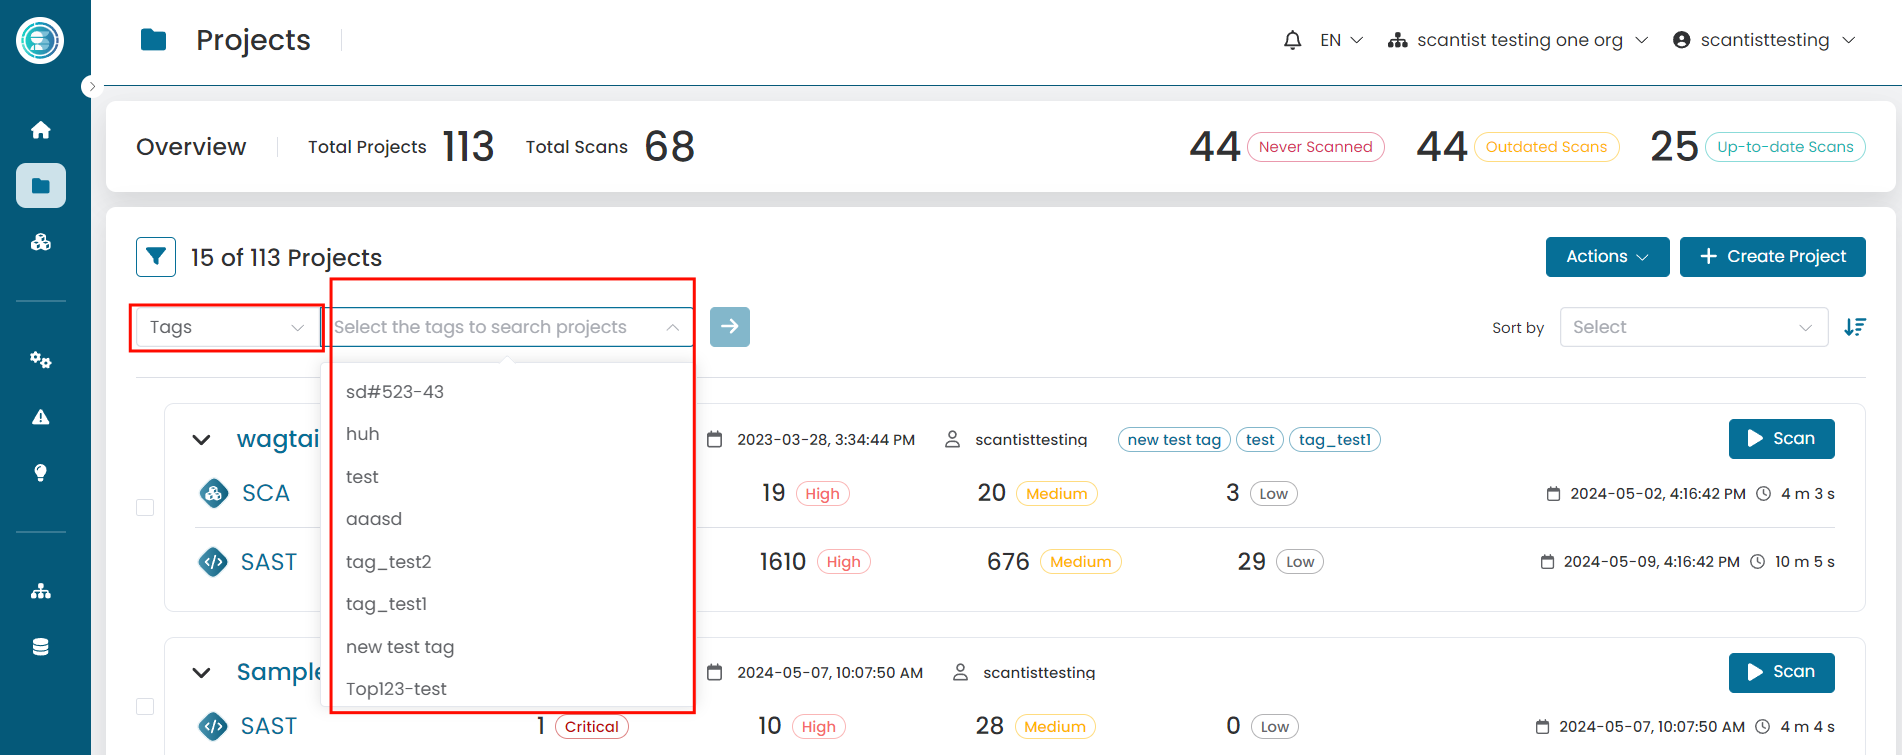 Projects
EN
scantist testing one org
scantisttesting
Overview
Total Projects 113
Total Scans 68
44 Never Scanned
44 Outdated Scans
25 Up-to-date Scans
15 of 113 Projects
Actions
+ Create Project
Tags
Select the tags to search projects
Sort by
Select
sd#523-43
huh
test
aaasd
tag_test2
tag_test1
new test tag
Top123-test
wagtai
2023-03-28, 3:34:44 PM
scantisttesting
new test tag
test
tag_test1
Scan
SCA
19 High
20 Medium
3 Low
2024-05-02, 4:16:42 PM
4 m 3 s
SAST
1610 High
676 Medium
29 Low
2024-05-09, 4:16:42 PM
10 m 5 s
Sample
2024-05-07, 10:07:50 AM
scantisttesting
Scan
SAST
1 Critical
10 High
28 Medium
0 Low
2024-05-07, 10:07:50 AM
4 m 4 s